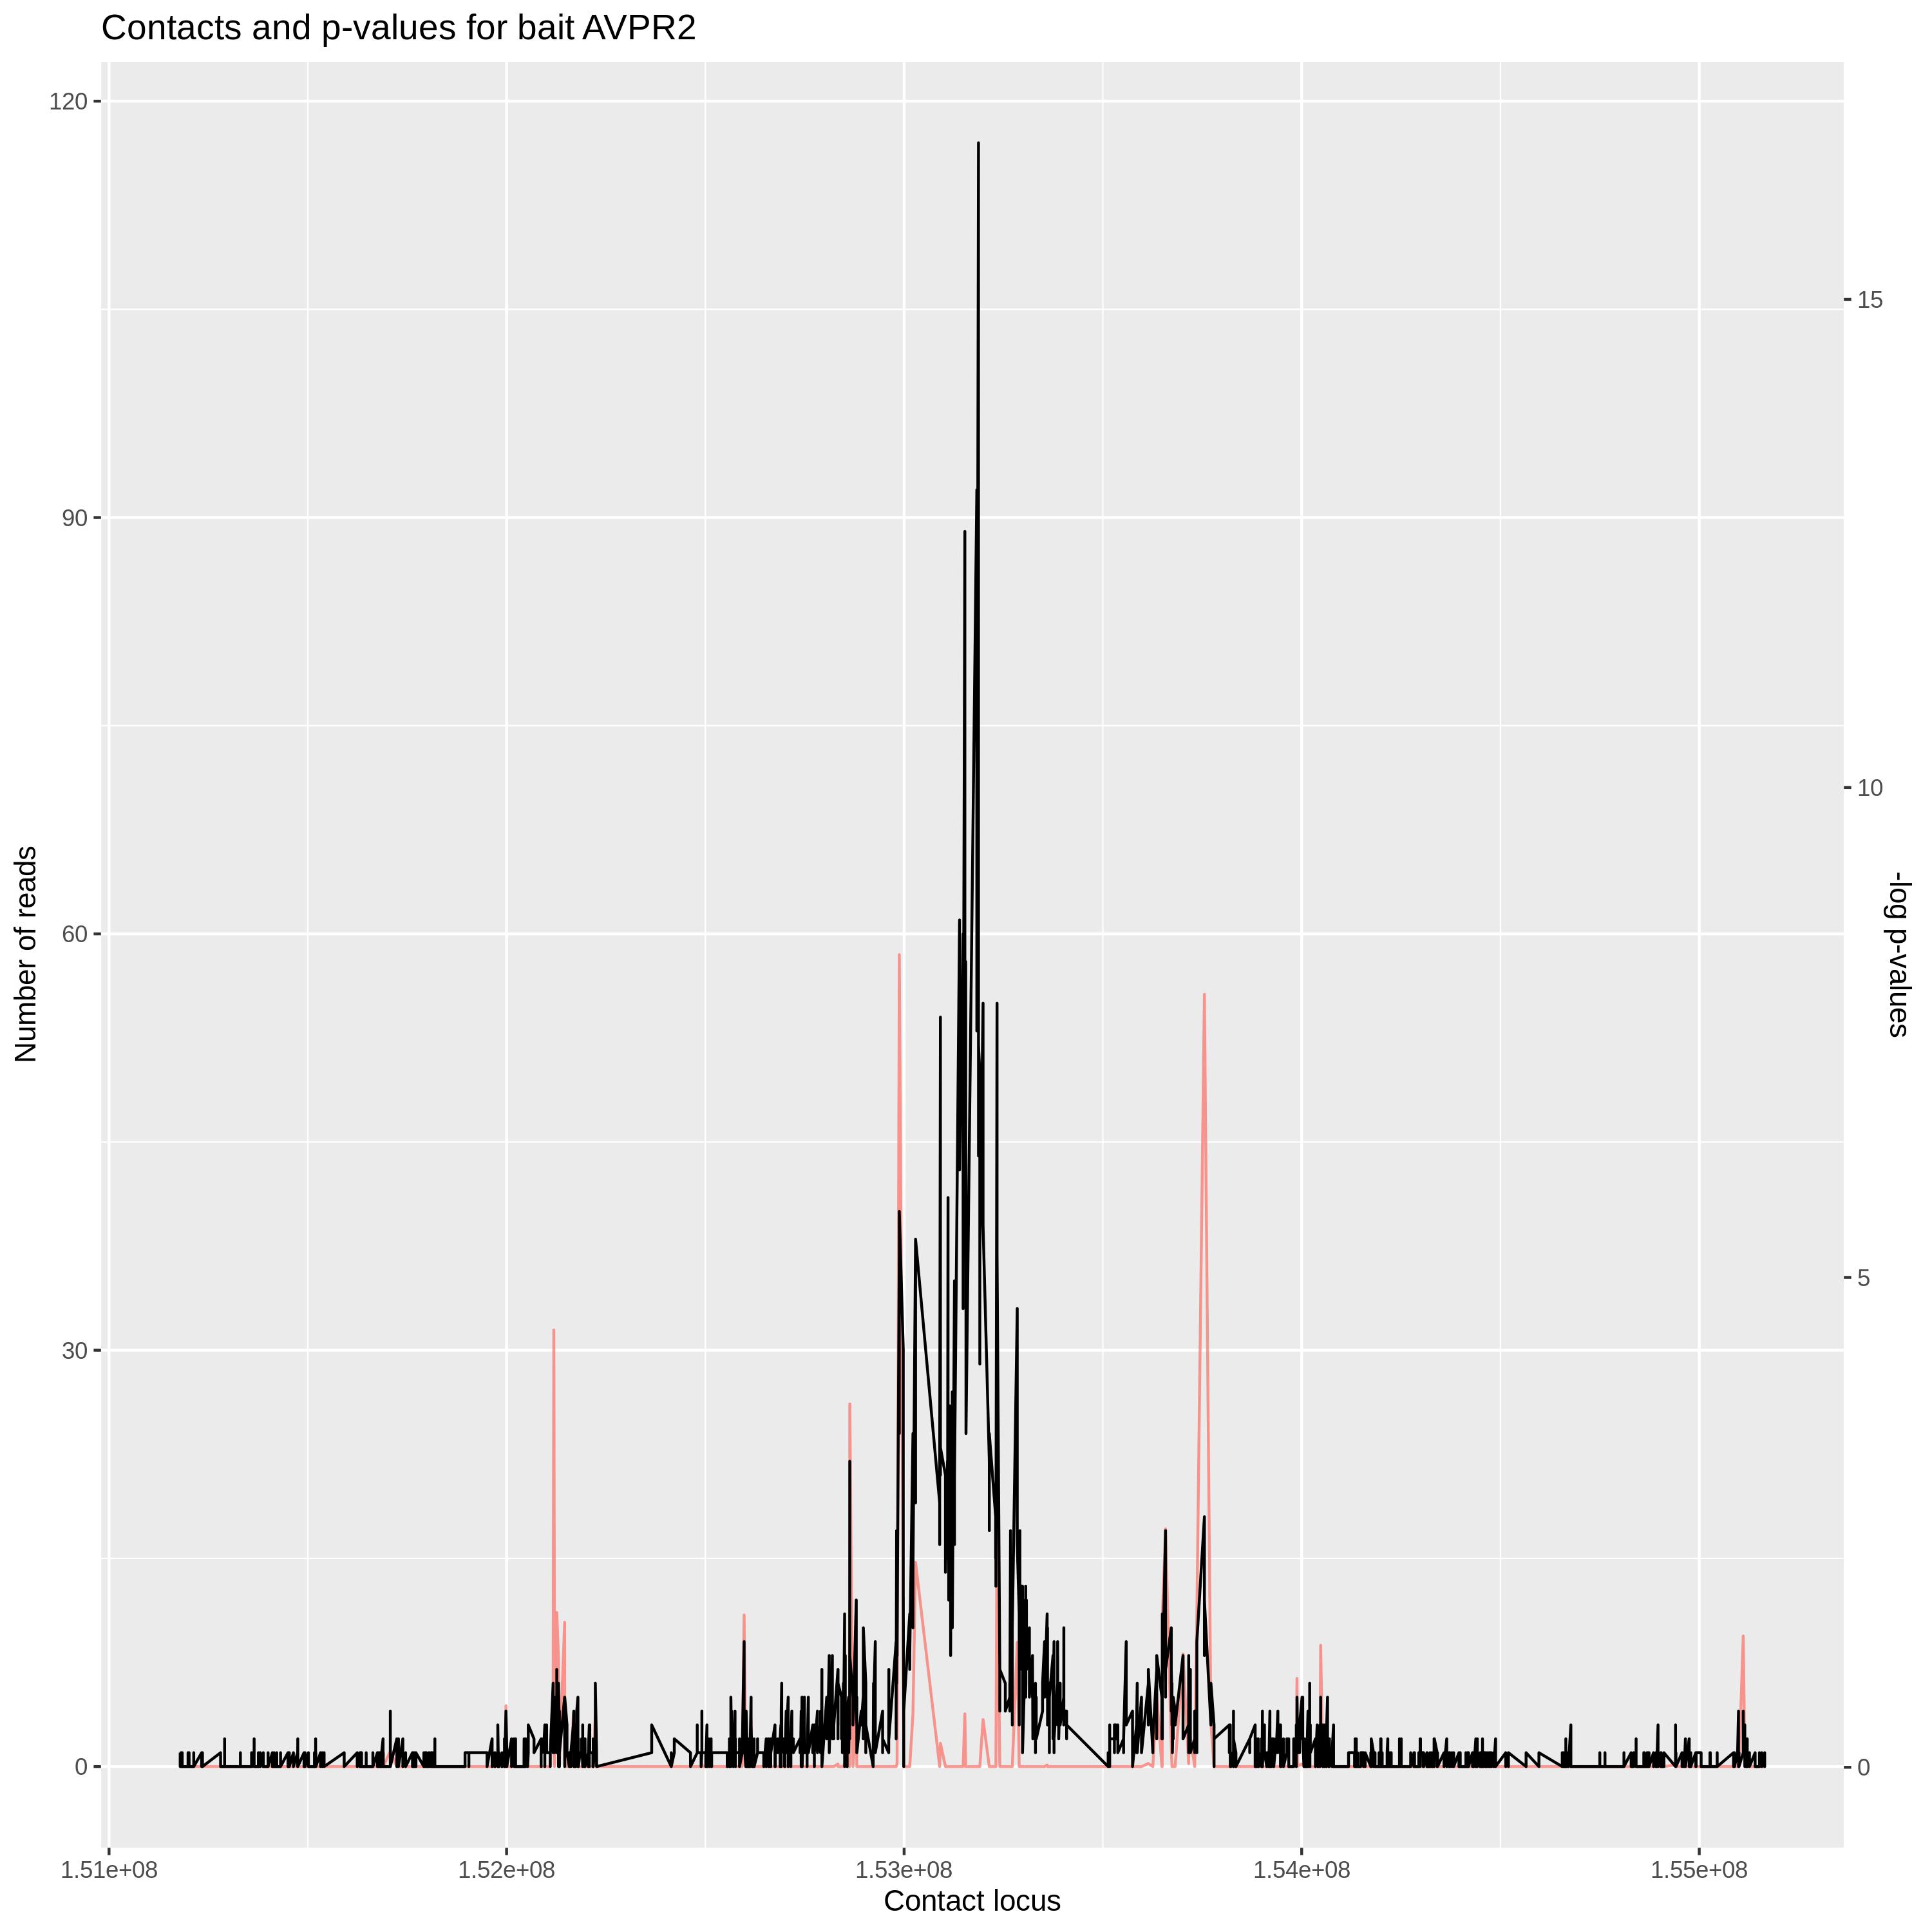 Contacts and p-values for bait AVPR2
120
90
60
30
0
Number of reads
15
10
5
0
-log p-values
1.51e+08
1.52e+08
1.53e+08
1.54e+08
1.55e+08
Contact locus